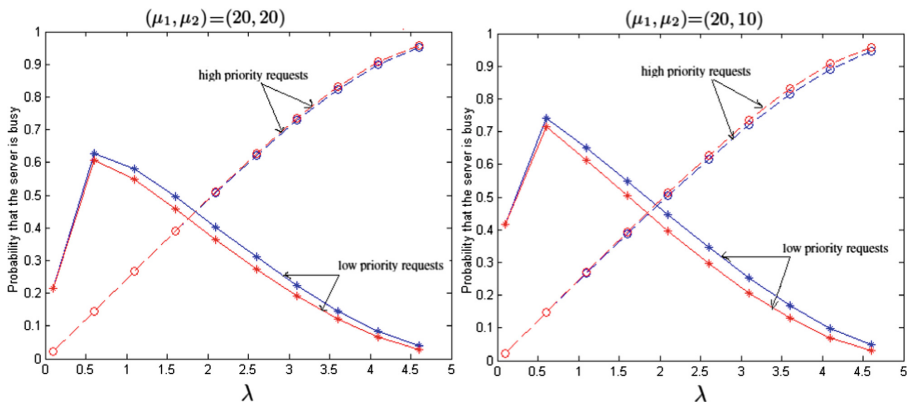 (μ₁, μ₂)=(20, 20)
Probability that the server is busy
1
0.9
0.8
0.7
0.6
0.5
0.4
0.3
0.2
0.1
0
high priority requests
low priority requests
0 0.5 1 1.5 2 2.5 3 3.5 4 4.5 5
λ
(μ₁, μ₂)=(20, 10)
Probability that the server is busy
1
0.9
0.8
0.7
0.6
0.5
0.4
0.3
0.2
0.1
0
high priority requests
low priority requests
0 0.5 1 1.5 2 2.5 3 3.5 4 4.5 5
λ